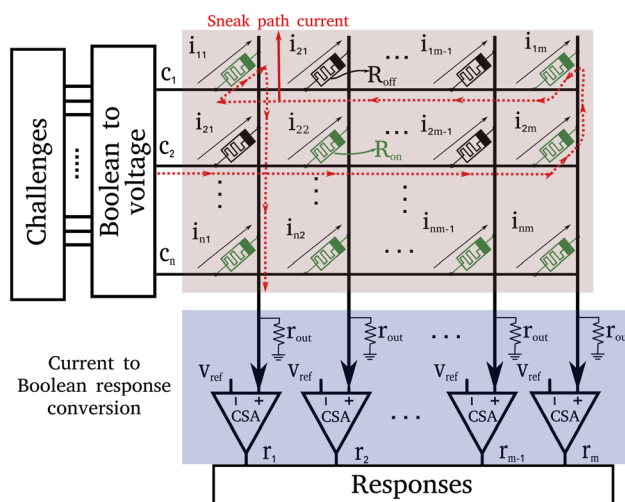 Sneak path current
i11 i21 ... i1m-1 i1m
Roff
c1
i21 i22 ... i2m-1 i2m
Ron
c2
in1 in2 ... inm-1 inm
cn
Challenges
Boolean to voltage
rout rout ... rout rout
Current to
Boolean response
conversion
Vref Vref Vref Vref
- + - + - + - +
CSA CSA ... CSA CSA
r1 r2 rm-1 rm
Responses